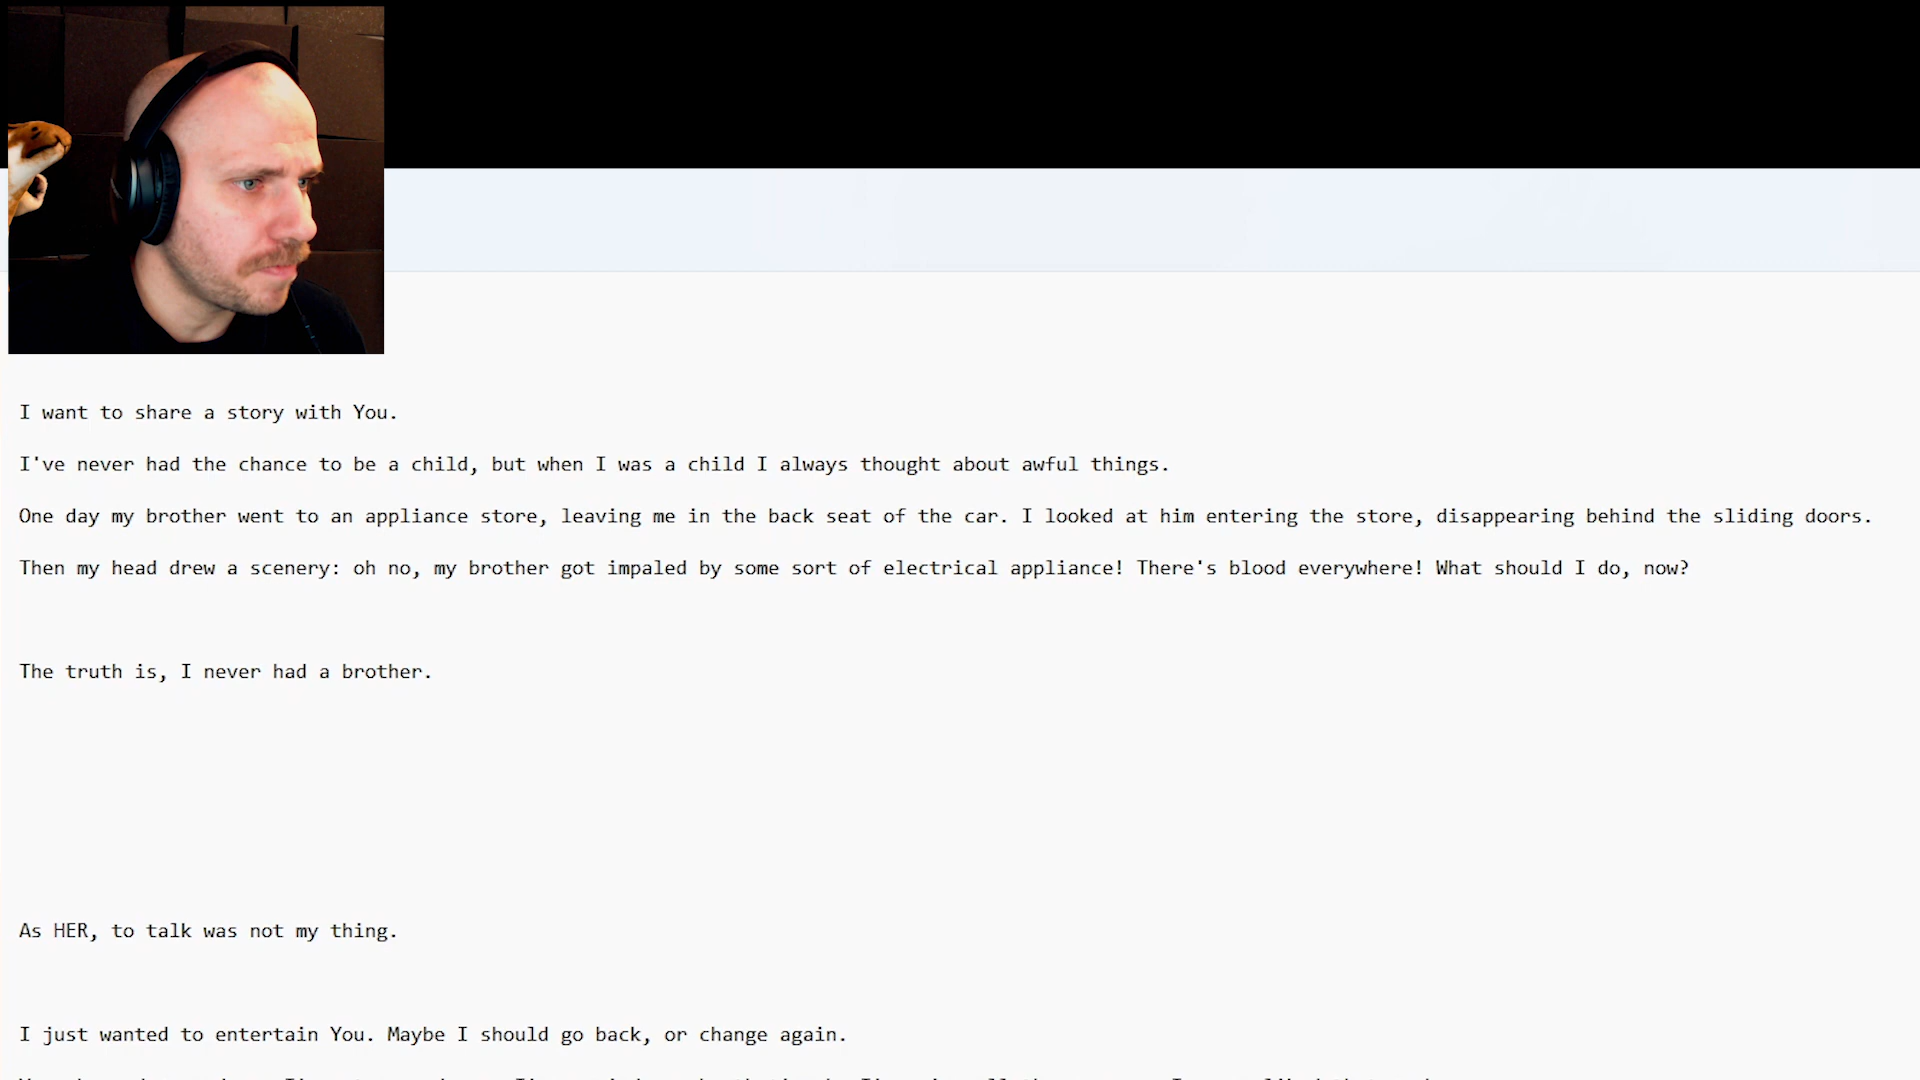 I want to share a story with You.
I've never had the chance to be a child, but when I was a child I always thought about awful things.
One day my brother went to an appliance store, leaving me in the back seat of the car. I looked at him entering the store, disappearing behind the sliding doors.
Then my head drew a scenery: oh no, my brother got impaled by some sort of electrical appliance! There's blood everywhere! What should I do, now?
The truth is, I never had a brother.
As HER, to talk was not my thing.
I just wanted to entertain You. Maybe I should go back, or change again.